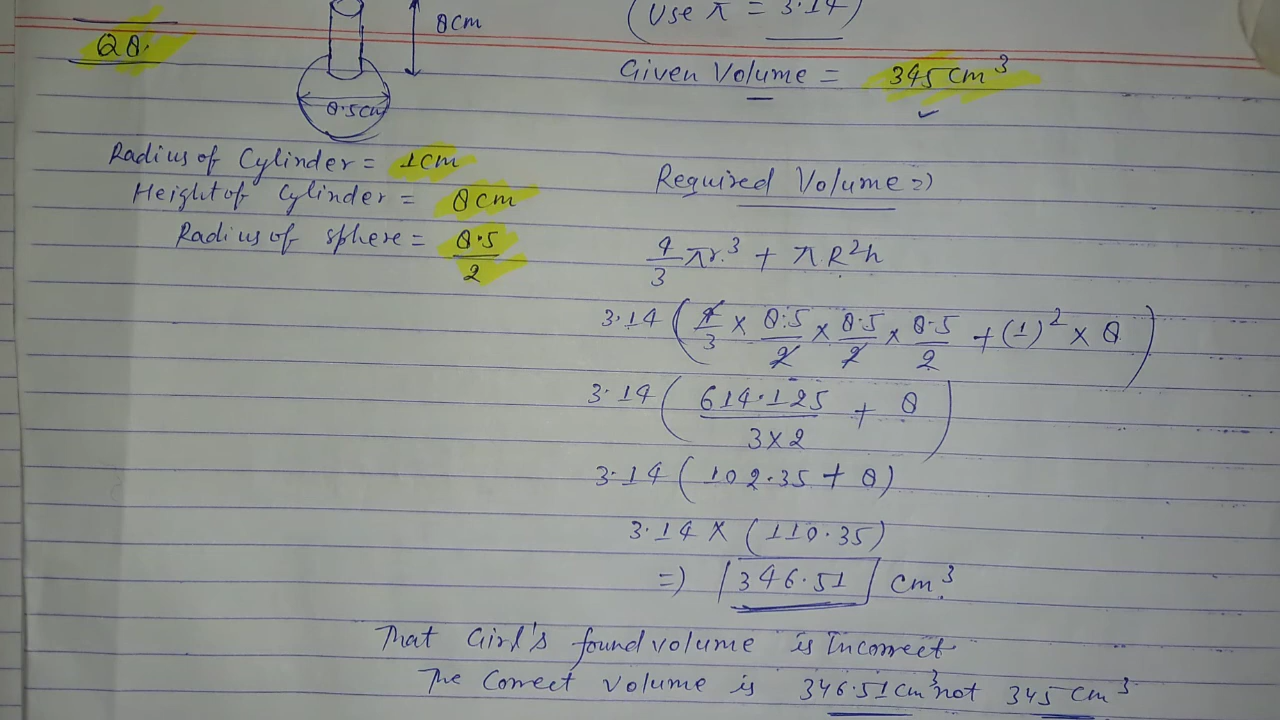 (Use π = 3.14)
8cm
Q8.
Given Volume = 345 cm³
8.5cm
Radius of Cylinder = 1cm
Height of Cylinder = 8cm
Radius of sphere = 8.5/2
Required Volume =)
4/3 πr³ + πR²h
3.14 (4/3 × 8.5/2 × 8.5/2 × 8.5/2 + (1)² × 8)
3.14 (614.125/3×2 + 8)
3.14 (102.35 + 8)
3.14 × (110.35)
=) 346.51 cm³.
That Girl's found volume is Incorrect
The Correct Volume is 346.51 cm³ not 345 cm³